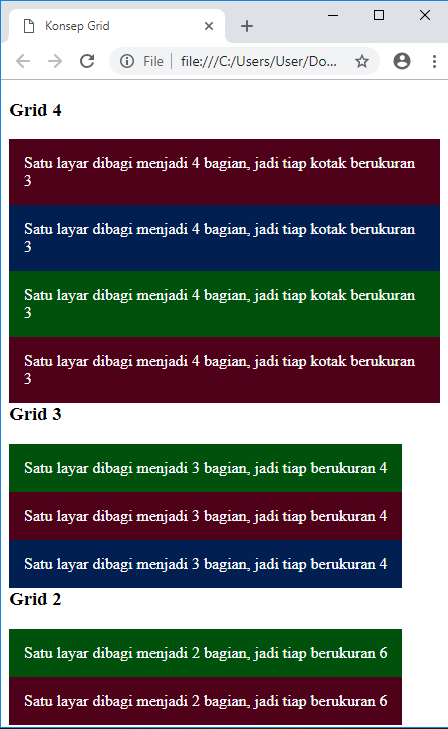 Konsep Grid
File
file:///C:/Users/User/Do...
Grid 4
Satu layar dibagi menjadi 4 bagian, jadi tiap kotak berukuran
3
Satu layar dibagi menjadi 4 bagian, jadi tiap kotak berukuran
3
Satu layar dibagi menjadi 4 bagian, jadi tiap kotak berukuran
3
Satu layar dibagi menjadi 4 bagian, jadi tiap kotak berukuran
3
Grid 3
Satu layar dibagi menjadi 3 bagian, jadi tiap berukuran 4
Satu layar dibagi menjadi 3 bagian, jadi tiap berukuran 4
Satu layar dibagi menjadi 3 bagian, jadi tiap berukuran 4
Grid 2
Satu layar dibagi menjadi 2 bagian, jadi tiap berukuran 6
Satu layar dibagi menjadi 2 bagian, jadi tiap berukuran 6